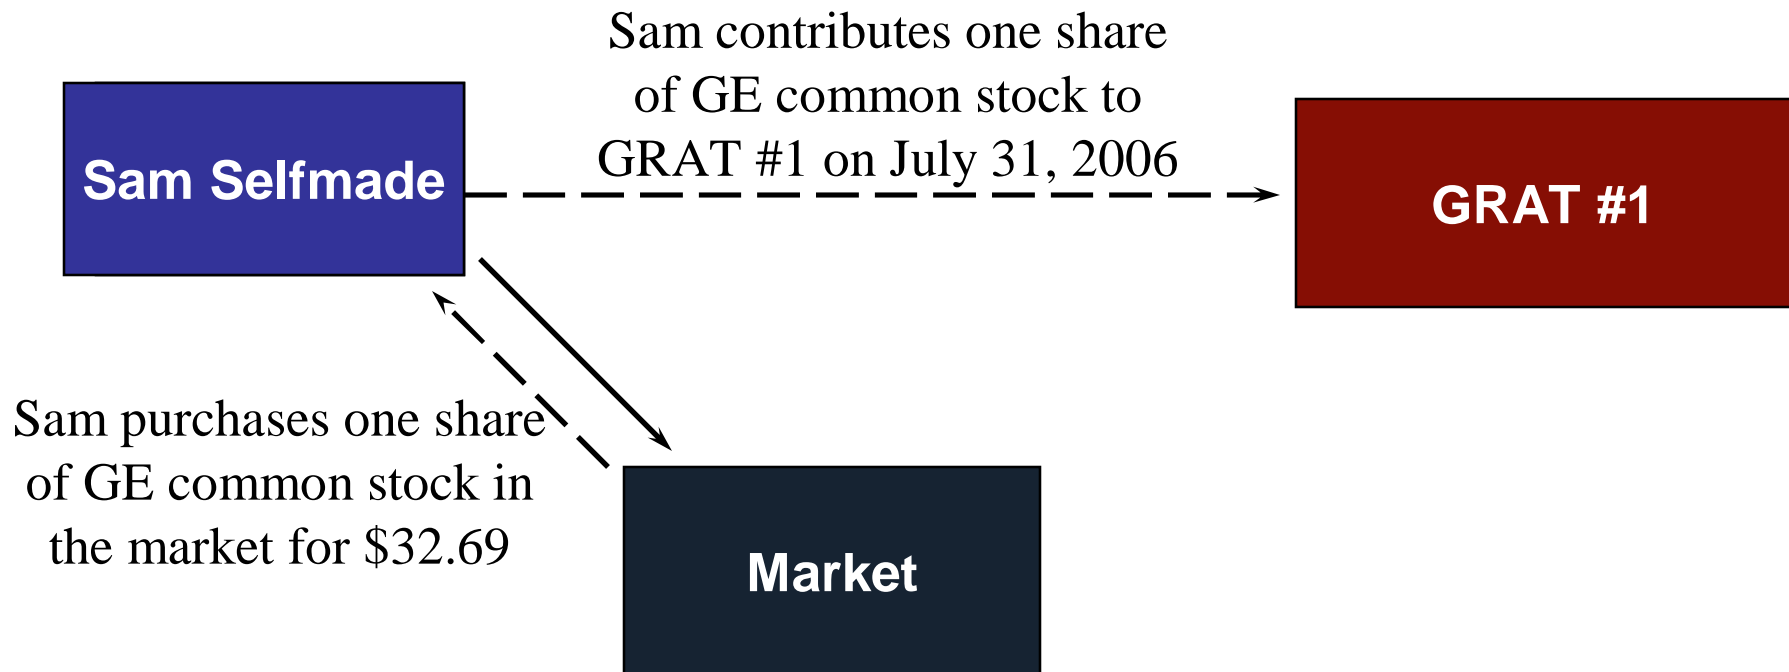 Sam contributes one share
of GE common stock to
GRAT #1 on July 31, 2006
Sam Selfmade
GRAT #1
Sam purchases one share
of GE common stock in
the market for $32.69
Market